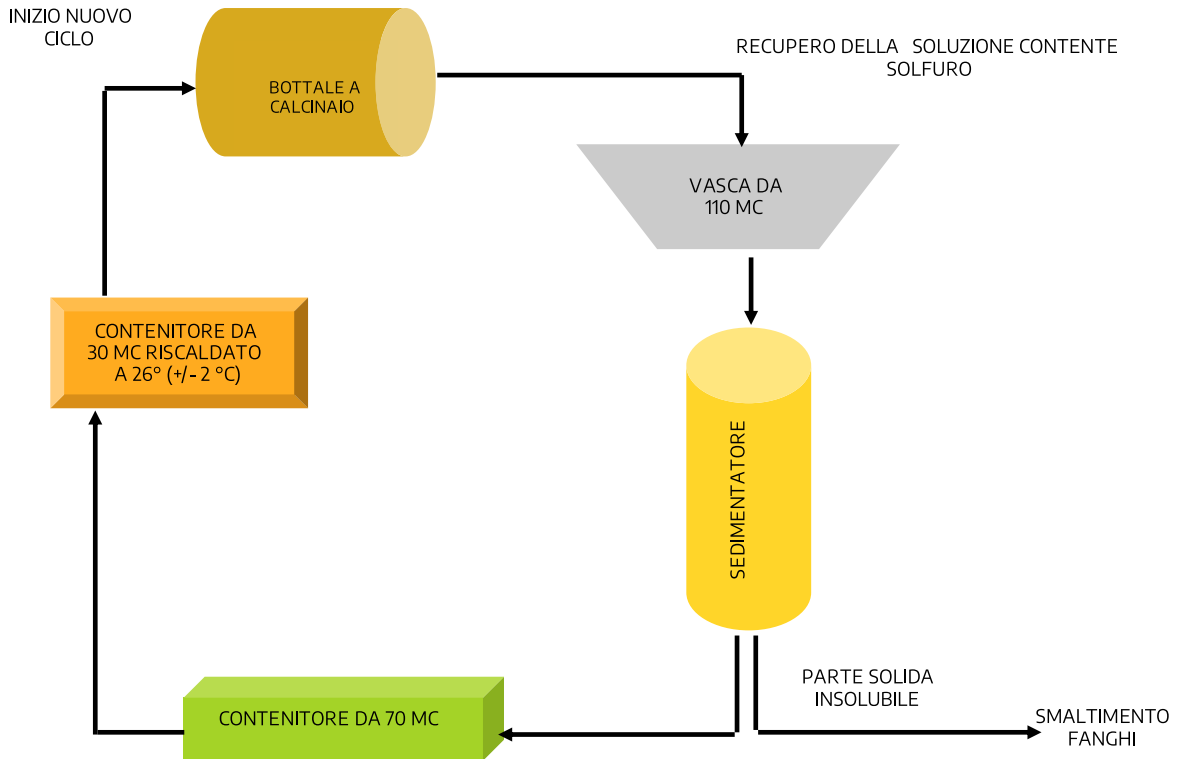 INIZIO NUOVO
CICLO
BOTTALE A
CALCINAIO
RECUPERO DELLA SOLUZIONE CONTENTE
SOLFURO
VASCA DA
110 MC
CONTENITORE DA
30 MC RISCALDATO
A 26° (+/- 2 °C)
SEDIMENTATORE
CONTENITORE DA 70 MC
PARTE SOLIDA
INSOLUBILE
SMALTIMENTO
FANGHI